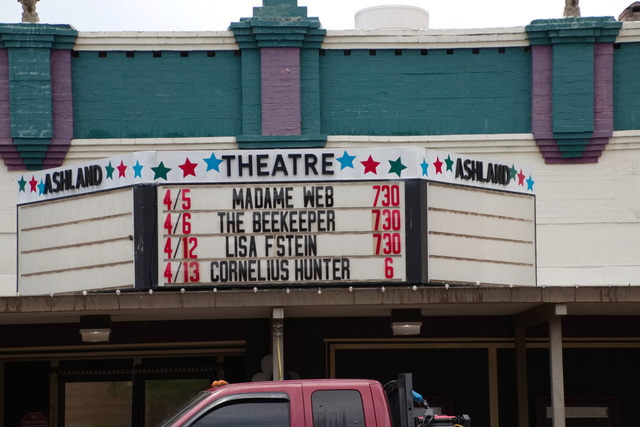 ASHLAND THEATRE ASHLAND
4/5 MADAME WEB 730
4/6 THE BEEKEEPER 730
4/12 LISA F STEIN 730
4/13 CORNELIUS HUNTER 6